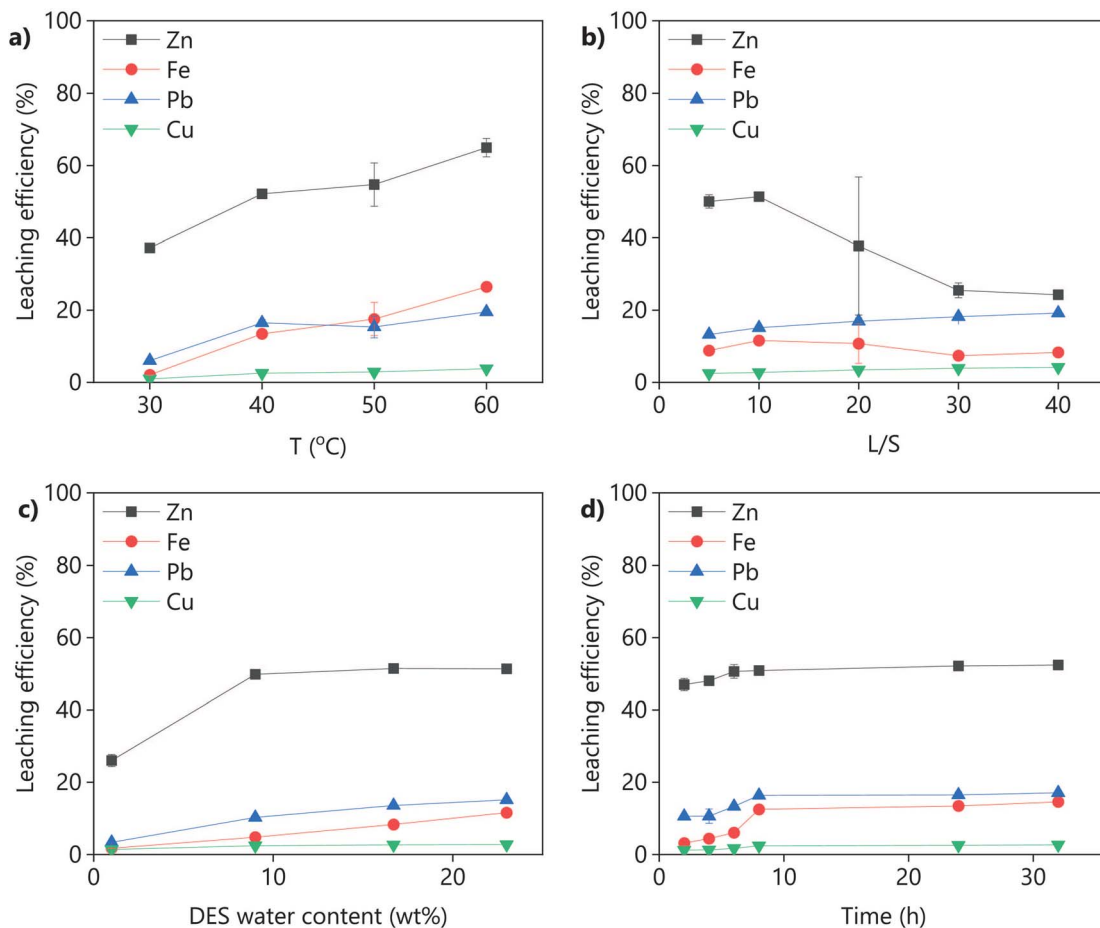 a)
Zn
Fe
Pb
Cu
100
80
60
40
20
0
Leaching efficiency (%)
30 40 50 60
T (°C)
b)
Zn
Fe
Pb
Cu
100
80
60
40
20
0
Leaching efficiency (%)
0 10 20 30 40
L/S
c)
Zn
Fe
Pb
Cu
100
80
60
40
20
0
Leaching efficiency (%)
0 10 20
DES water content (wt%)
d)
Zn
Fe
Pb
Cu
100
80
60
40
20
0
Leaching efficiency (%)
0 10 20 30
Time (h)